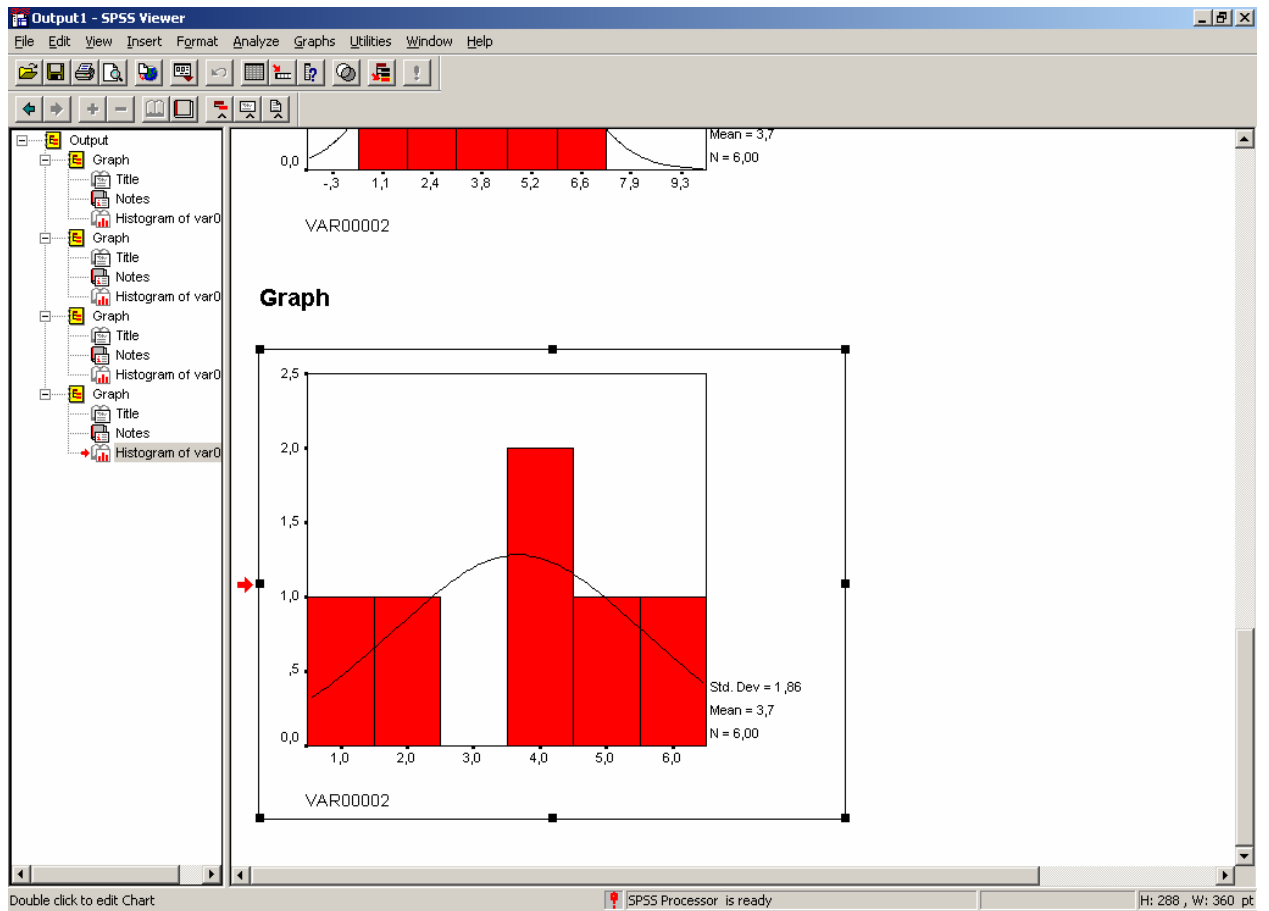 Output1 - SPSS Viewer
File Edit View Insert Format Analyze Graphs Utilities Window Help
Output
Graph
Title
Notes
Histogram of var0
Graph
Title
Notes
Histogram of var0
Graph
Title
Notes
Histogram of var0
Graph
Title
Notes
Histogram of var0
0,0
-,3 1,1 2,4 3,8 5,2 6,6 7,9 9,3
Mean = 3,7
N = 6,00
VAR00002
Graph
2,5
2,0
1,5
1,0
,5
0,0
1,0 2,0 3,0 4,0 5,0 6,0
Std. Dev = 1,86
Mean = 3,7
N = 6,00
VAR00002
Double click to edit Chart
SPSS Processor is ready
H: 288 , W: 360 pt